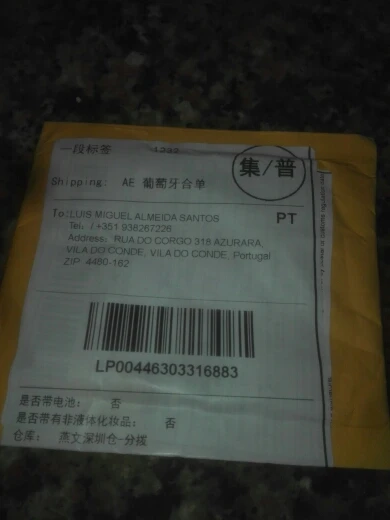 一段标签 1232
集/普
Shipping: AE 葡萄牙合单
To: LUIS MIGUEL ALMEIDA SANTOS PT
Tel：/ +351 938267226
Address：RUA DO CORGO 318 AZURARA,
VILA DO CONDE, VILA DO CONDE, Portugal
ZIP: 4480-162
LP00446303316883
是否带电池： 否
是否带有非液体化妆品： 否
仓库： 燕文深圳仓-分拨